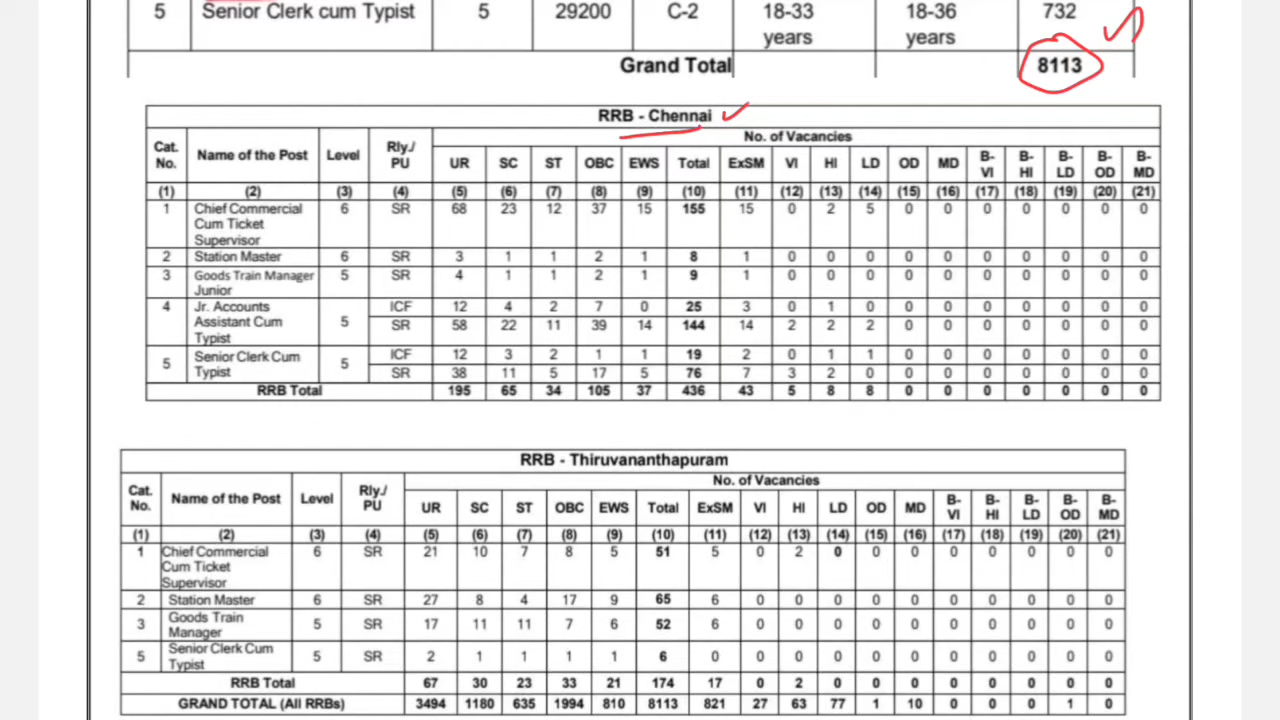 5 Senior Clerk cum Typist 5 29200 C-2 18-33 years 18-36 years 732
Grand Total 8113
RRB - Chennai
Cat. No. Name of the Post Level Rly./ PU No. of Vacancies
UR SC ST OBC EWS Total ExSM VI HI LD OD MD B-VI B-HI B-LD B-OD B-MD
(1) (2) (3) (4) (5) (6) (7) (8) (9) (10) (11) (12) (13) (14) (15) (16) (17) (18) (19) (20) (21)
1 Chief Commercial Cum Ticket Supervisor 6 SR 68 23 12 37 15 155 15 0 2 5 0 0 0 0 0 0 0
2 Station Master 6 SR 3 1 1 2 1 8 1 0 0 0 0 0 0 0 0 0 0
3 Goods Train Manager Junior 5 SR 4 1 1 2 1 9 1 0 0 0 0 0 0 0 0 0 0
4 Jr. Accounts Assistant Cum Typist 5 ICF 12 4 2 7 0 25 3 0 1 0 0 0 0 0 0 0 0
SR 58 22 11 39 14 144 14 2 2 2 0 0 0 0 0 0 0
5 Senior Clerk Cum Typist 5 ICF 12 3 2 1 1 19 2 0 1 1 0 0 0 0 0 0 0
SR 38 11 5 17 5 76 7 3 2 0 0 0 0 0 0 0 0
RRB Total 195 65 34 105 37 436 43 5 8 8 0 0 0 0 0 0 0
RRB - Thiruvananthapuram
Cat. No. Name of the Post Level Rly./ PU No. of Vacancies
UR SC ST OBC EWS Total ExSM VI HI LD OD MD B-VI B-HI B-LD B-OD B-MD
(1) (2) (3) (4) (5) (6) (7) (8) (9) (10) (11) (12) (13) (14) (15) (16) (17) (18) (19) (20) (21)
1 Chief Commercial Cum Ticket Supervisor 6 SR 21 10 7 8 5 51 5 0 2 0 0 0 0 0 0 0 0
2 Station Master 6 SR 27 8 4 17 9 65 6 0 0 0 0 0 0 0 0 0 0
3 Goods Train Manager 5 SR 17 11 11 7 6 52 6 0 0 0 0 0 0 0 0 0 0
5 Senior Clerk Cum Typist 5 SR 2 1 1 1 1 6 0 0 0 0 0 0 0 0 0 0 0
RRB Total 67 30 23 33 21 174 17 0 2 0 0 0 0 0 0 0 0
GRAND TOTAL (All RRBs) 3494 1180 635 1994 810 8113 821 27 63 77 1 10 0 0 0 1 0